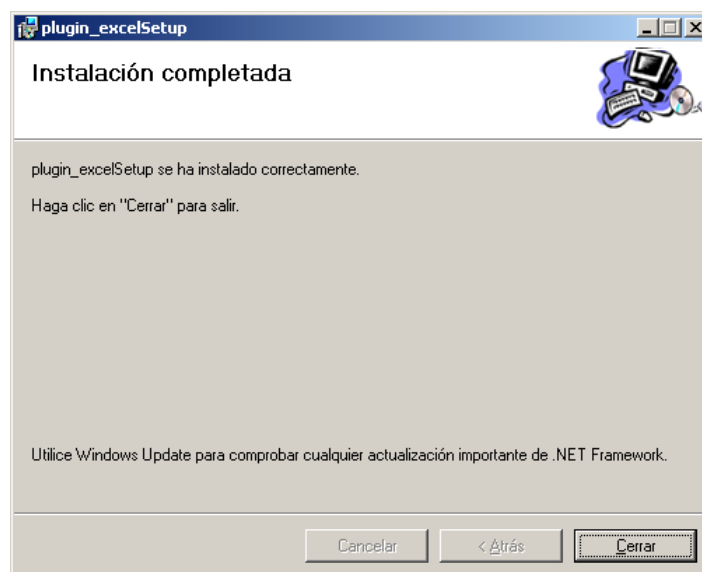 plugin_excelSetup
Instalación completada
plugin_excelSetup se ha instalado correctamente.
Haga clic en "Cerrar" para salir.
Utilice Windows Update para comprobar cualquier actualización importante de .NET Framework.
Cancelar
< Atrás
Cerrar